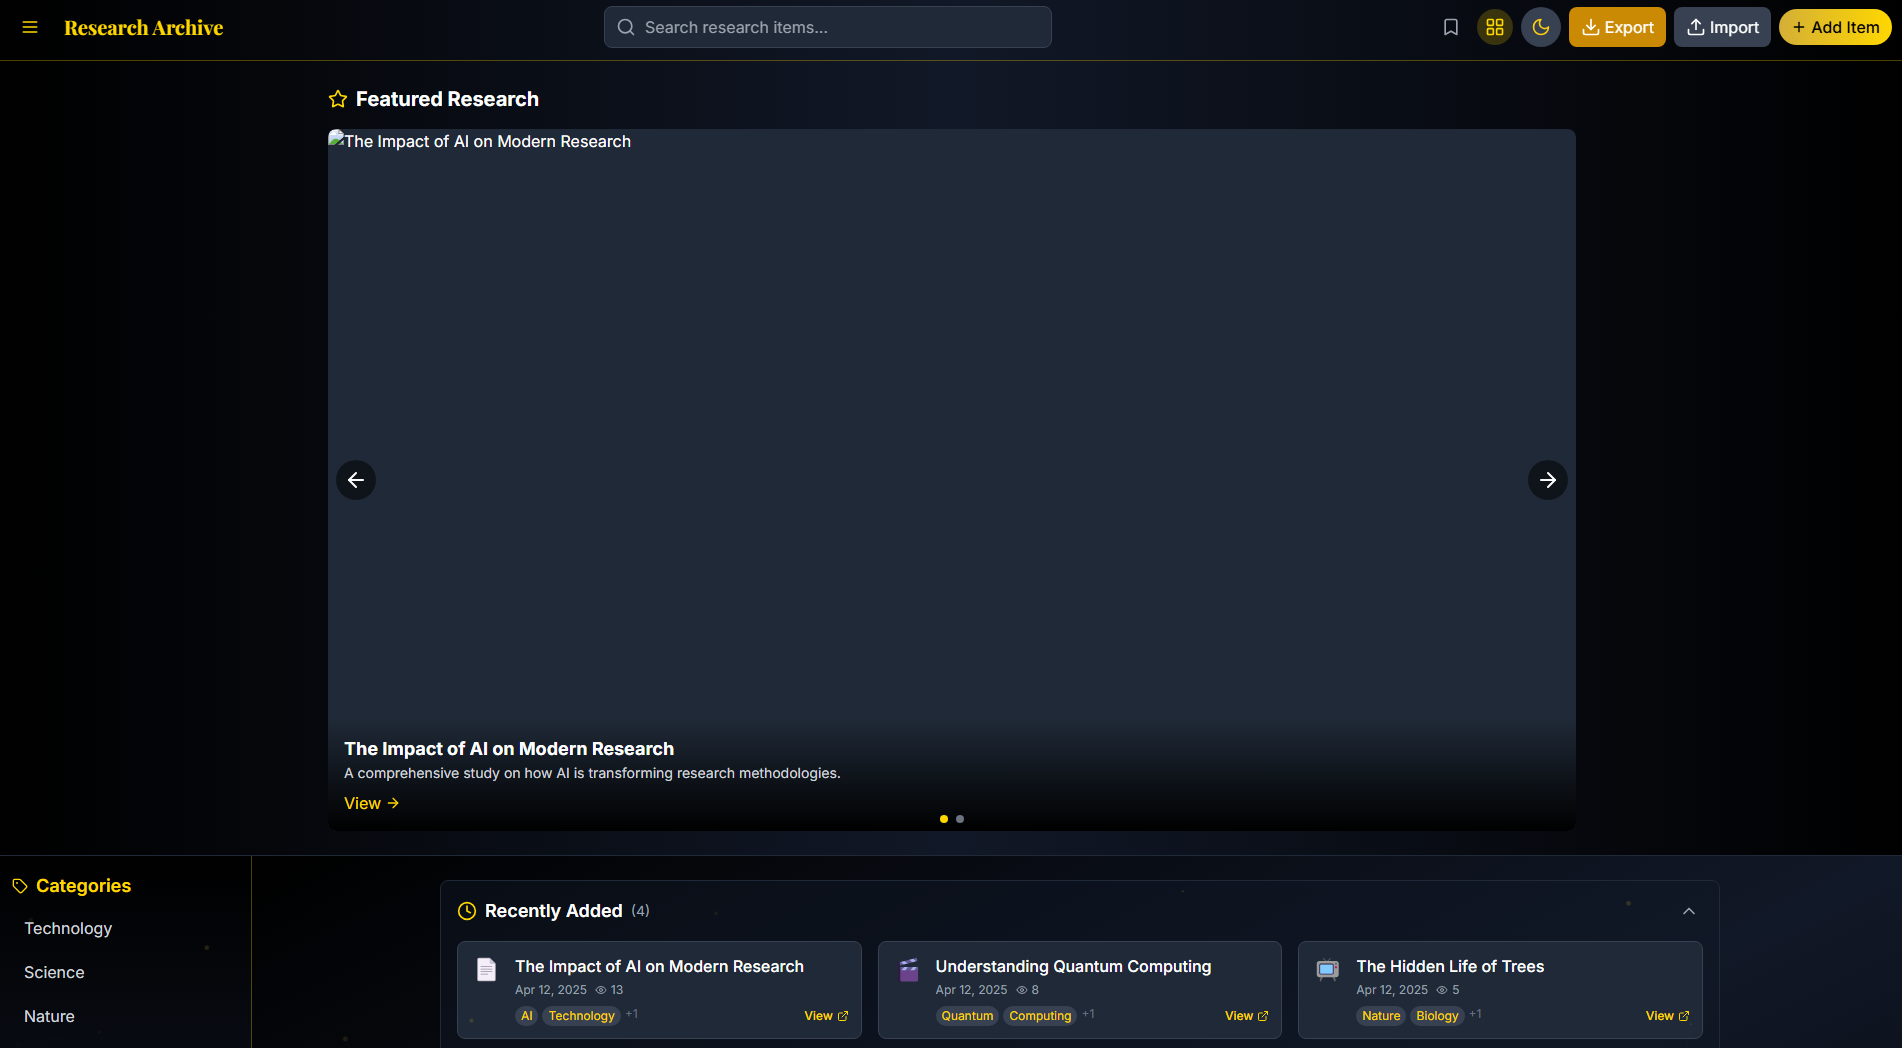 Research Archive
Search research items...
Export
Import
+ Add Item
Featured Research
The Impact of AI on Modern Research
The Impact of AI on Modern Research
A comprehensive study on how AI is transforming research methodologies.
View →
Categories
Technology
Science
Nature
Recently Added (4)
The Impact of AI on Modern Research
Apr 12, 2025 13
AI Technology +1 View
Understanding Quantum Computing
Apr 12, 2025 8
Quantum Computing +1 View
The Hidden Life of Trees
Apr 12, 2025 5
Nature Biology +1 View